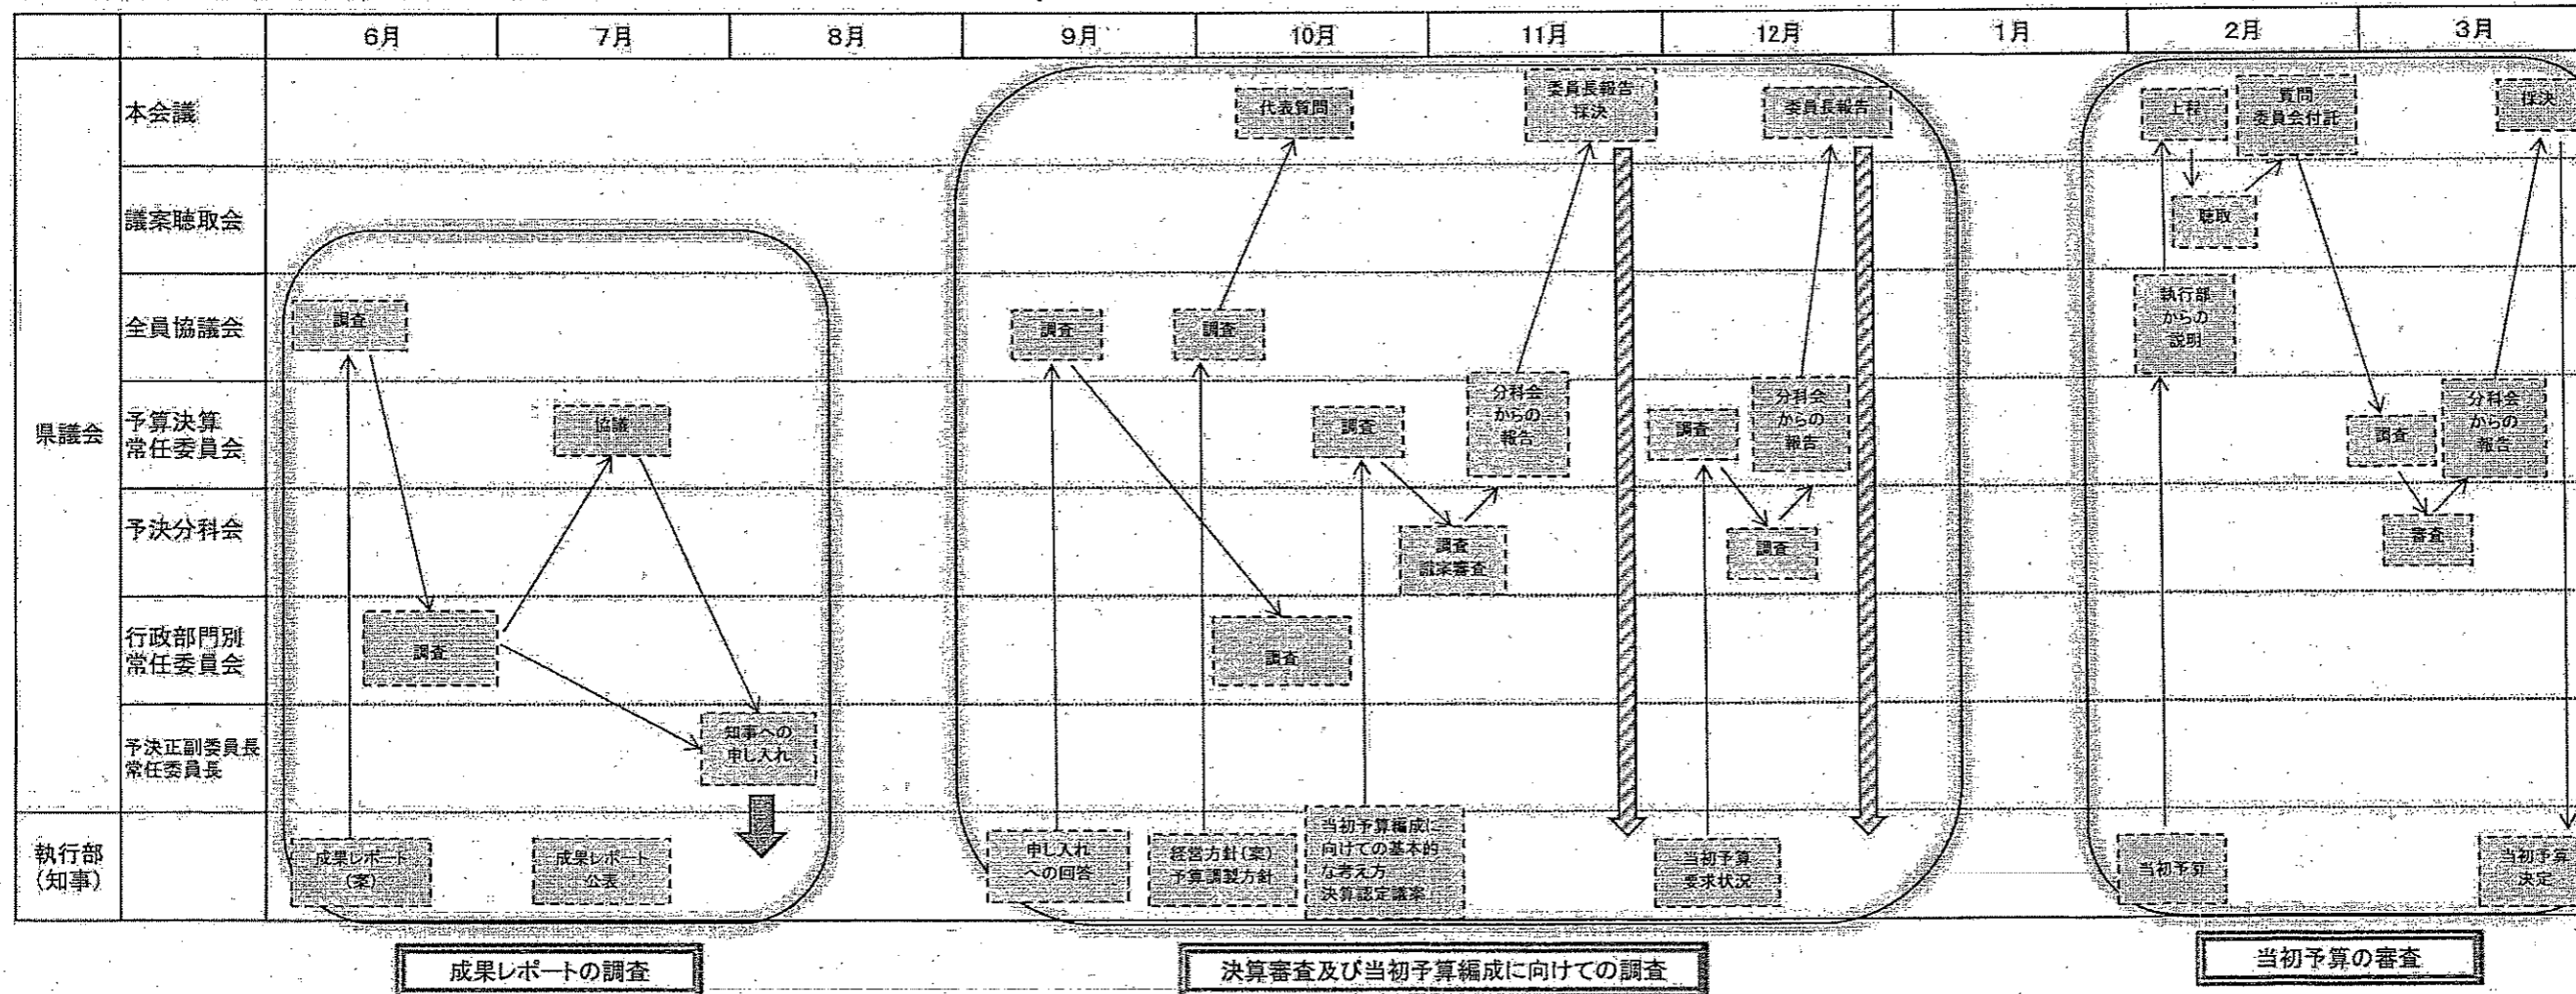 6月
7月
8月
9月
10月
11月
12月
1月
2月
3月
県議会
本会議
代表質問
委員長報告
採決
委員長報告
上程
質問
委員会付託
採決
議案聴取会
聴取
全員協議会
調査
調査
調査
執行部
からの
説明
予算決算
常任委員会
協議
調査
分科会
からの
報告
調査
分科会
からの
報告
調査
分科会
からの
報告
予決分科会
調査
議案審査
調査
審査
行政部門別
常任委員会
調査
調査
予決正副委員長
常任委員長
知事への
申し入れ
執行部
(知事)
成果レポート
(案)
成果レポート
公表
申し入れ
への回答
経営方針(案)
予算調製方針
当初予算編成に
向けての基本的
な考え方
決算認定議案
当初予算
要求状況
当初予算
当初予算
決定
成果レポートの調査
決算審査及び当初予算編成に向けての調査
当初予算の審査